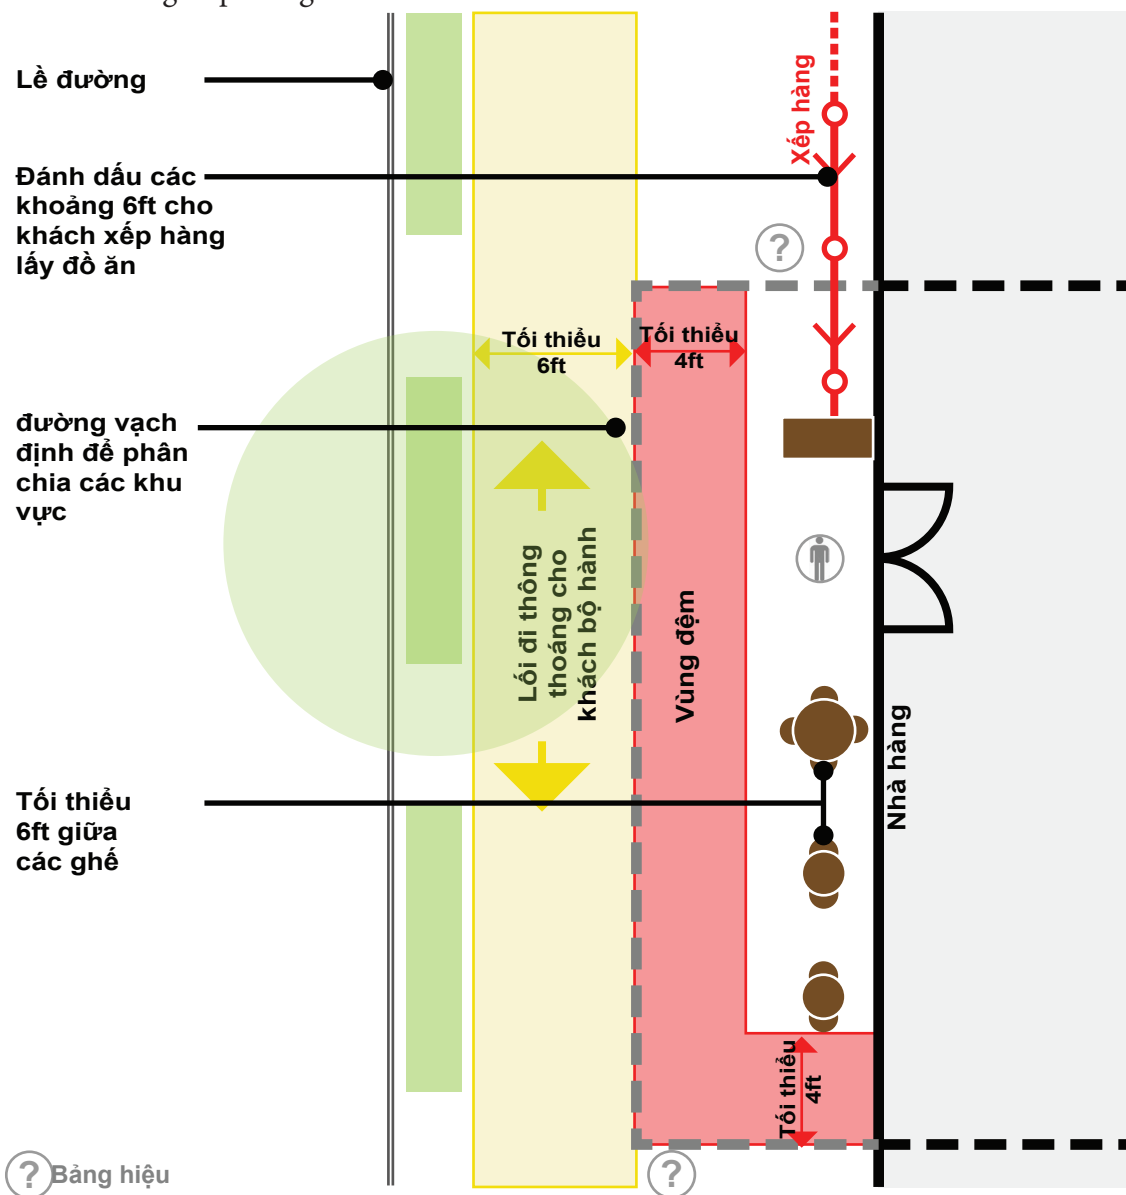 Lề đường
Đánh dấu các
khoảng 6ft cho
khách xếp hàng
lấy đồ ăn
Xếp hàng
?
Tối thiểu
6ft
Tối thiểu
4ft
đường vạch
định để phân
chia các khu
vực
Lối đi thông
thoáng cho
khách bộ hành
Vùng đệm
Nhà hàng
Tối thiểu
6ft giữa
các ghế
Tối thiểu
4ft
? Bảng hiệu
?